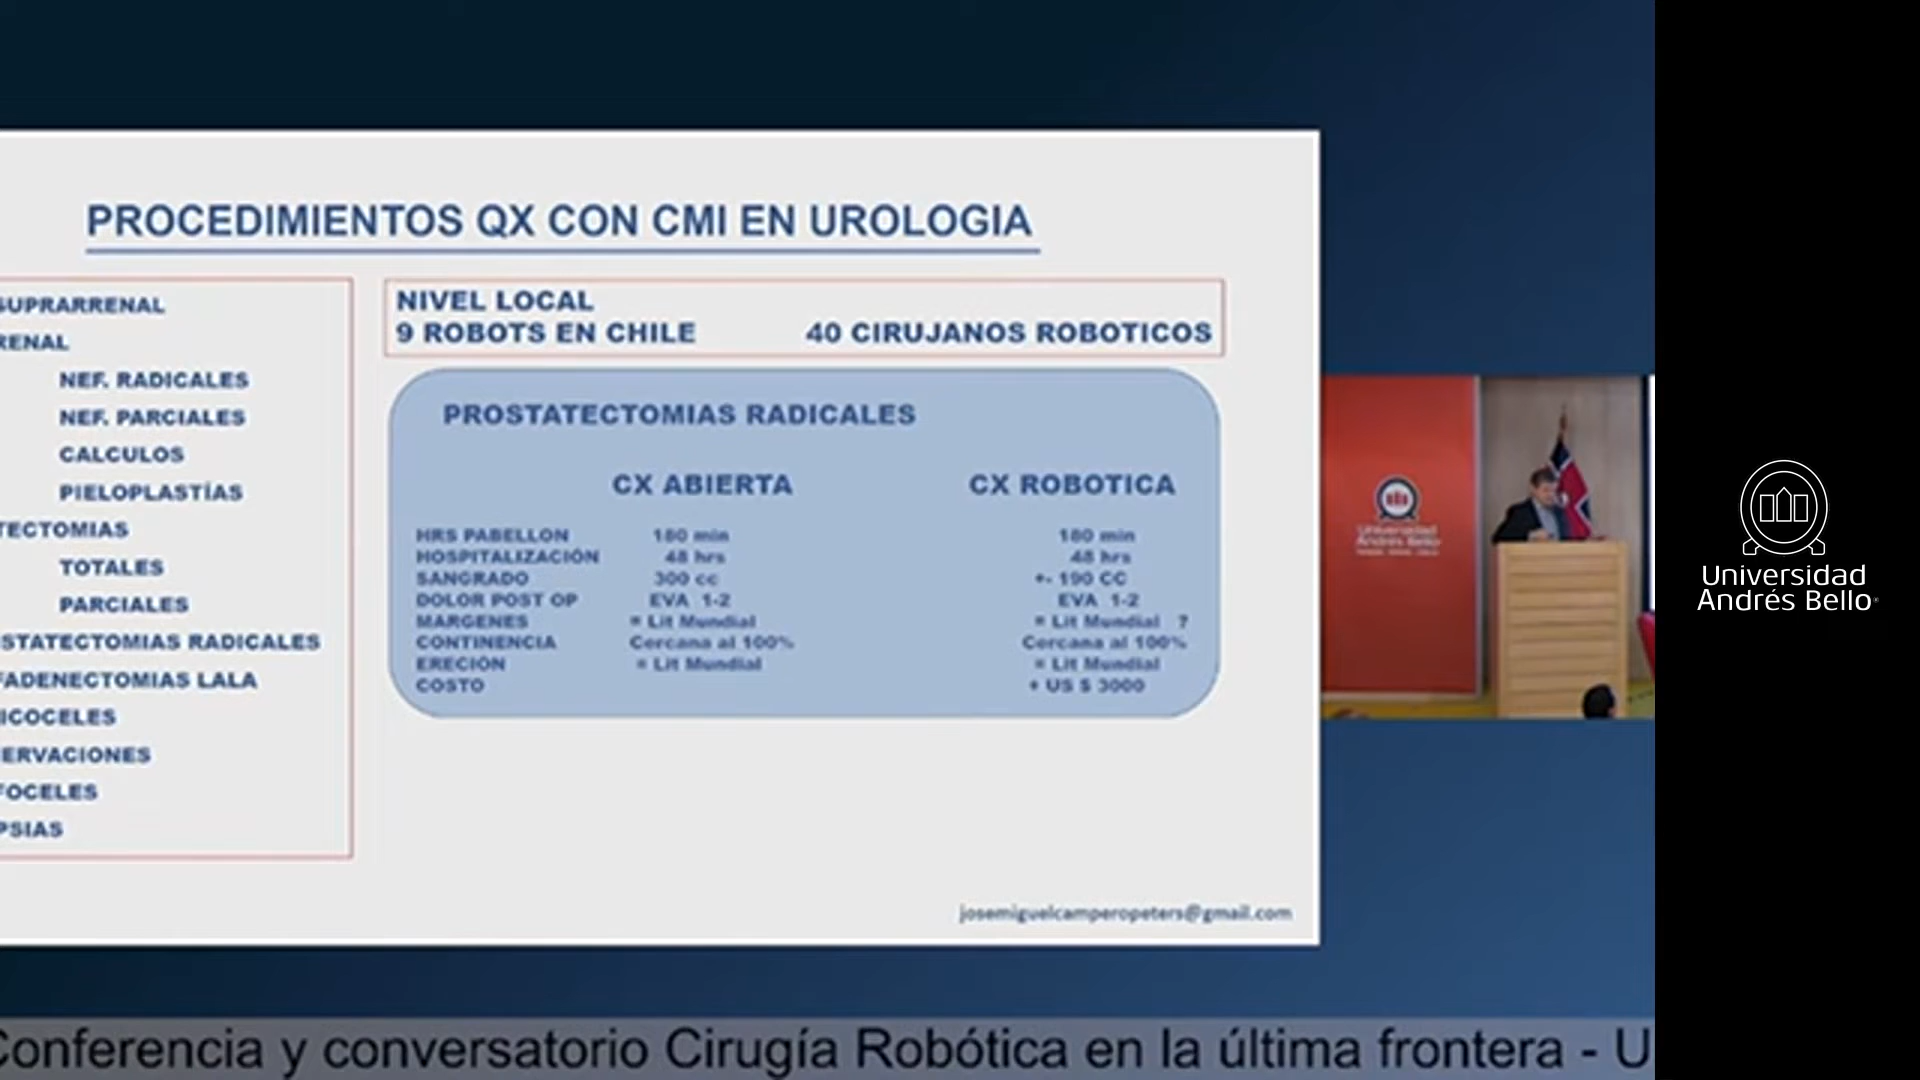 PROCEDIMIENTOS QX CON CMI EN UROLOGIA
SUPRARRENAL
RENAL
NEF. RADICALES
NEF. PARCIALES
CALCULOS
PIELOPLASTÍAS
TECTOMIAS
TOTALES
PARCIALES
STATECTOMIAS RADICALES
FADENECTOMIAS LALA
ICOCELES
ERVACIONES
FOCELES
PSIAS
NIVEL LOCAL
9 ROBOTS EN CHILE 40 CIRUJANOS ROBOTICOS
PROSTATECTOMIAS RADICALES
CX ABIERTA CX ROBOTICA
HRS PABELLON 180 min 180 min
HOSPITALIZACIÓN 48 hrs 48 hrs
SANGRADO 300 cc +- 190 CC
DOLOR POST OP EVA 1-2 EVA 1-2
MARGENES = Lit Mundial = Lit Mundial ?
CONTINENCIA Cercana al 100% Cercana al 100%
ERECIÓN = Lit Mundial = Lit Mundial
COSTO + US $ 3000
josemiguelcamperopeters@gmail.com
Universidad
Andrés Bello
Universidad
Andrés Bello
Conferencia y conversatorio Cirugía Robótica en la última frontera - U